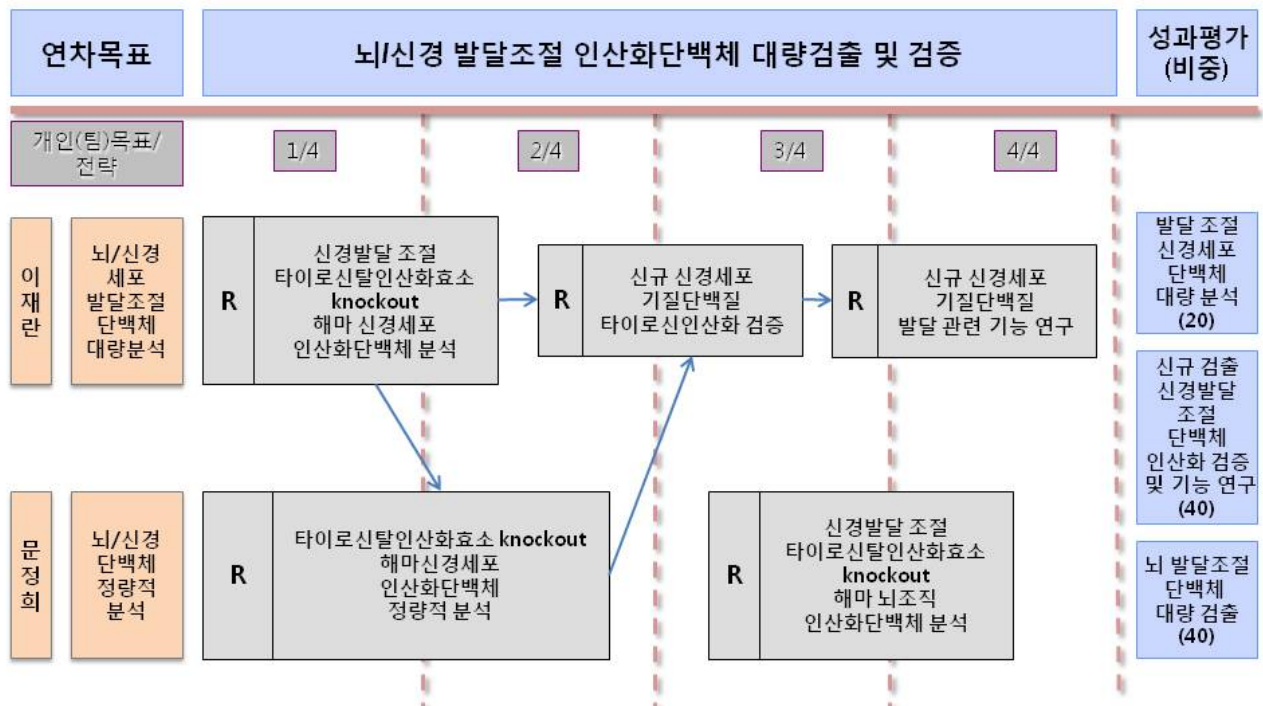 연차목표
뇌/신경 발달조절 인산화단백체 대량검출 및 검증
성과평가
(비중)
개인(팀)목표/
전략
1/4
2/4
3/4
4/4
이
재
란
뇌/신경
세포
발달조절
단백체
대량분석
R
신경발달 조절
타이로신탈인산화효소
knockout
해마 신경세포
인산화단백체 분석
R
신규 신경세포
기질단백질
타이로신인산화 검증
R
신규 신경세포
기질단백질
발달 관련 기능 연구
발달 조절
신경세포
단백체
대량 분석
(20)
신규 검출
신경발달
조절
단백체
인산화 검증
및 기능 연구
(40)
문
정
희
뇌/신경
단백체
정량적
분석
R
타이로신탈인산화효소 knockout
해마신경세포
인산화단백체
정량적 분석
R
신경발달 조절
타이로신탈인산화효소
knockout
해마 뇌조직
인산화단백체 분석
뇌 발달조절
단백체
대량 검출
(40)